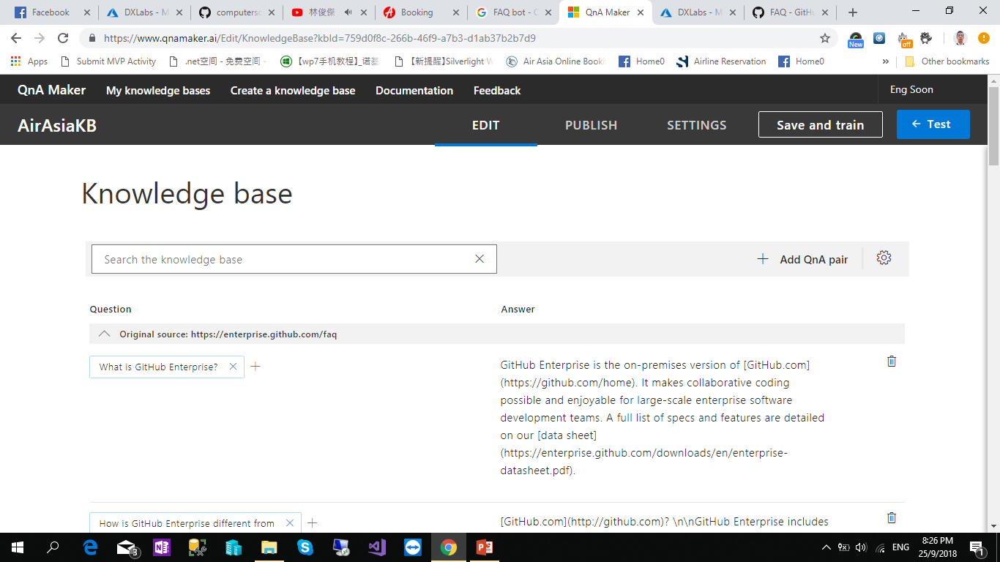 Facebook
DXLabs - M
computersc
林俊傑
Booking
FAQ bot - C
QnA Maker
DXLabs - M
FAQ - GitHu
https://www.qnamaker.ai/Edit/KnowledgeBase?kbId=759d0f8c-266b-46f9-a7b3-d1ab37b2b7d9
New
off
Apps
Submit MVP Activity
.net空间 - 免费空间 -
【wp7手机教程】_诺基
【新提醒】Silverlight W
Air Asia Online Booki
Home0
Airline Reservation
Home0
»
Other bookmarks
QnA Maker
My knowledge bases
Create a knowledge base
Documentation
Feedback
Eng Soon
AirAsiaKB
EDIT
PUBLISH
SETTINGS
Save and train
← Test
Knowledge base
Search the knowledge base
Add QnA pair
Question
Answer
Original source: https://enterprise.github.com/faq
What is GitHub Enterprise?
GitHub Enterprise is the on-premises version of [GitHub.com]
(https://github.com/home). It makes collaborative coding
possible and enjoyable for large-scale enterprise software
development teams. A full list of specs and features are detailed
on our [data sheet]
(https://enterprise.github.com/downloads/en/enterprise-
datasheet.pdf).
How is GitHub Enterprise different from
[GitHub.com](http://github.com)? \n\nGitHub Enterprise includes
3
ENG
8:26 PM
25/9/2018
1